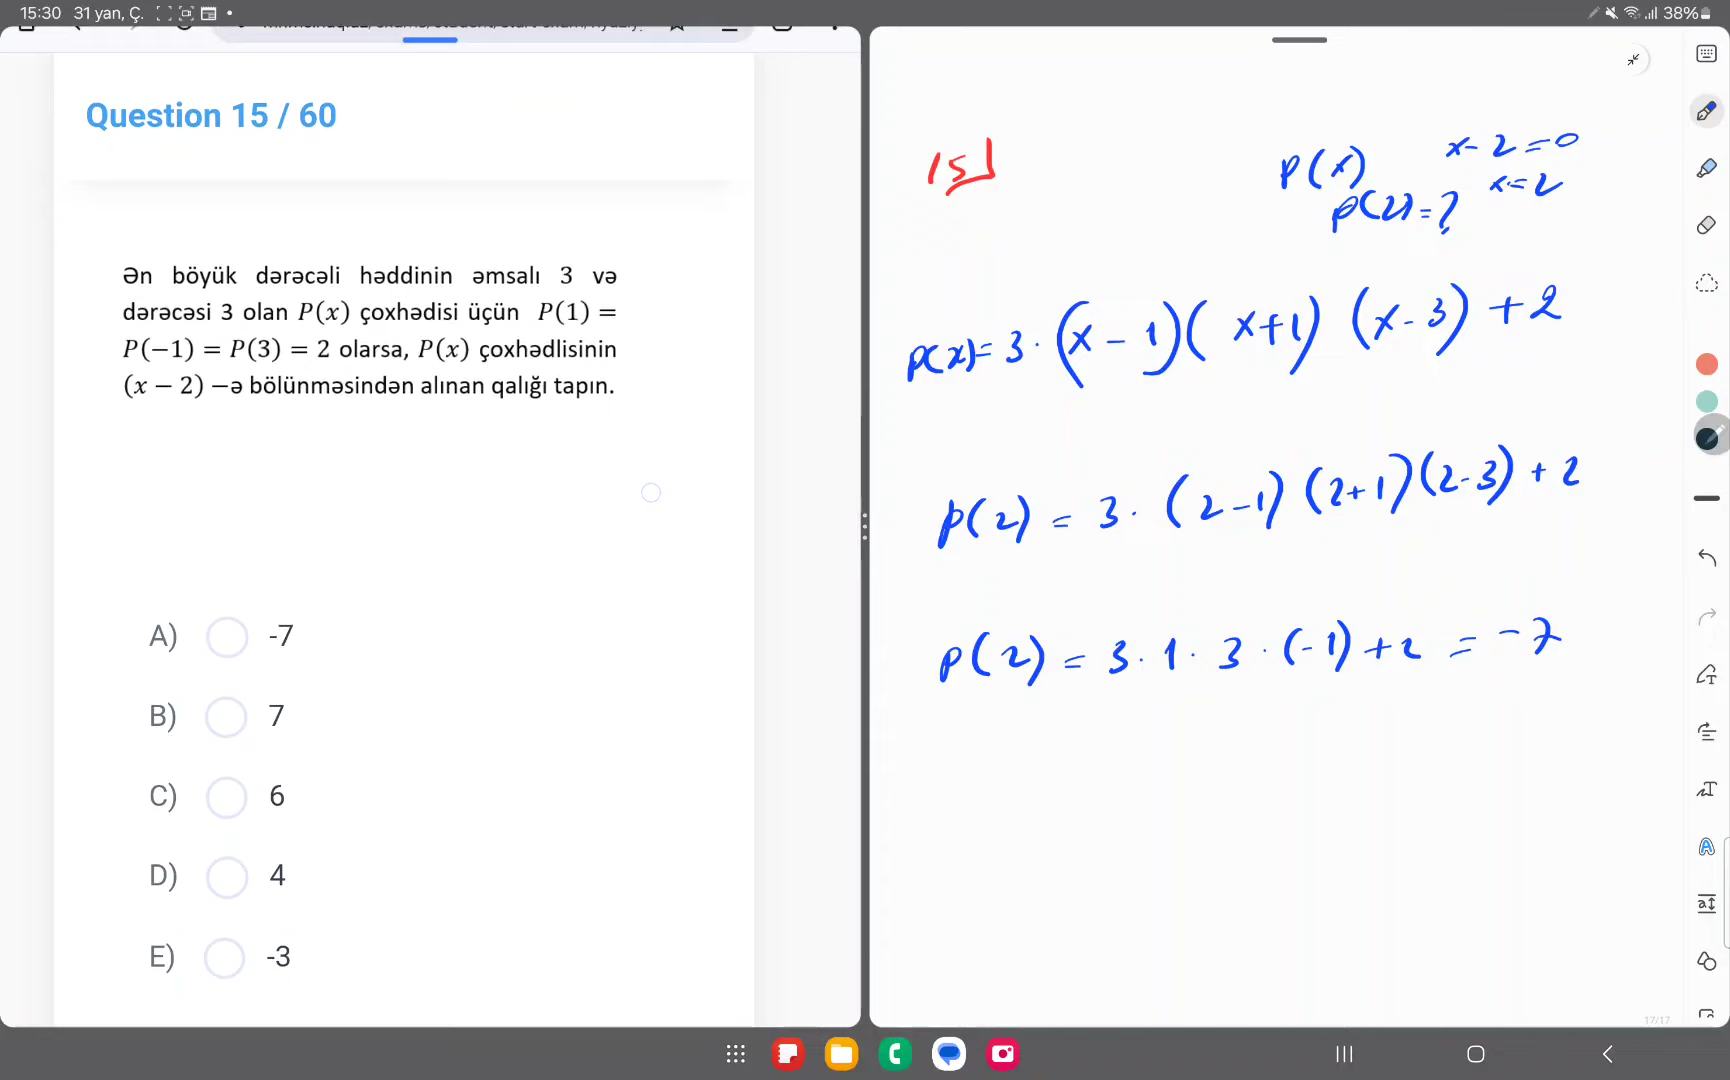 15:30 31 yan, Ç.
38%
Question 15 / 60
Ən böyük dərəcəli həddinin əmsalı 3 və
dərəcəsi 3 olan P(x) çoxhədisi üçün P(1) =
P(−1) = P(3) = 2 olarsa, P(x) çoxhədlisinin
(x − 2) −ə bölünməsindən alınan qalığı tapın.
A) -7
B) 7
C) 6
D) 4
E) -3
15
P(x) x-2=0
x=2
P(2)=?
P(x)= 3·(x-1)(x+1)(x-3)+2
P(2) = 3·(2-1)(2+1)(2-3)+2
P(2) = 3·1·3·(-1)+2 = -7
17/17